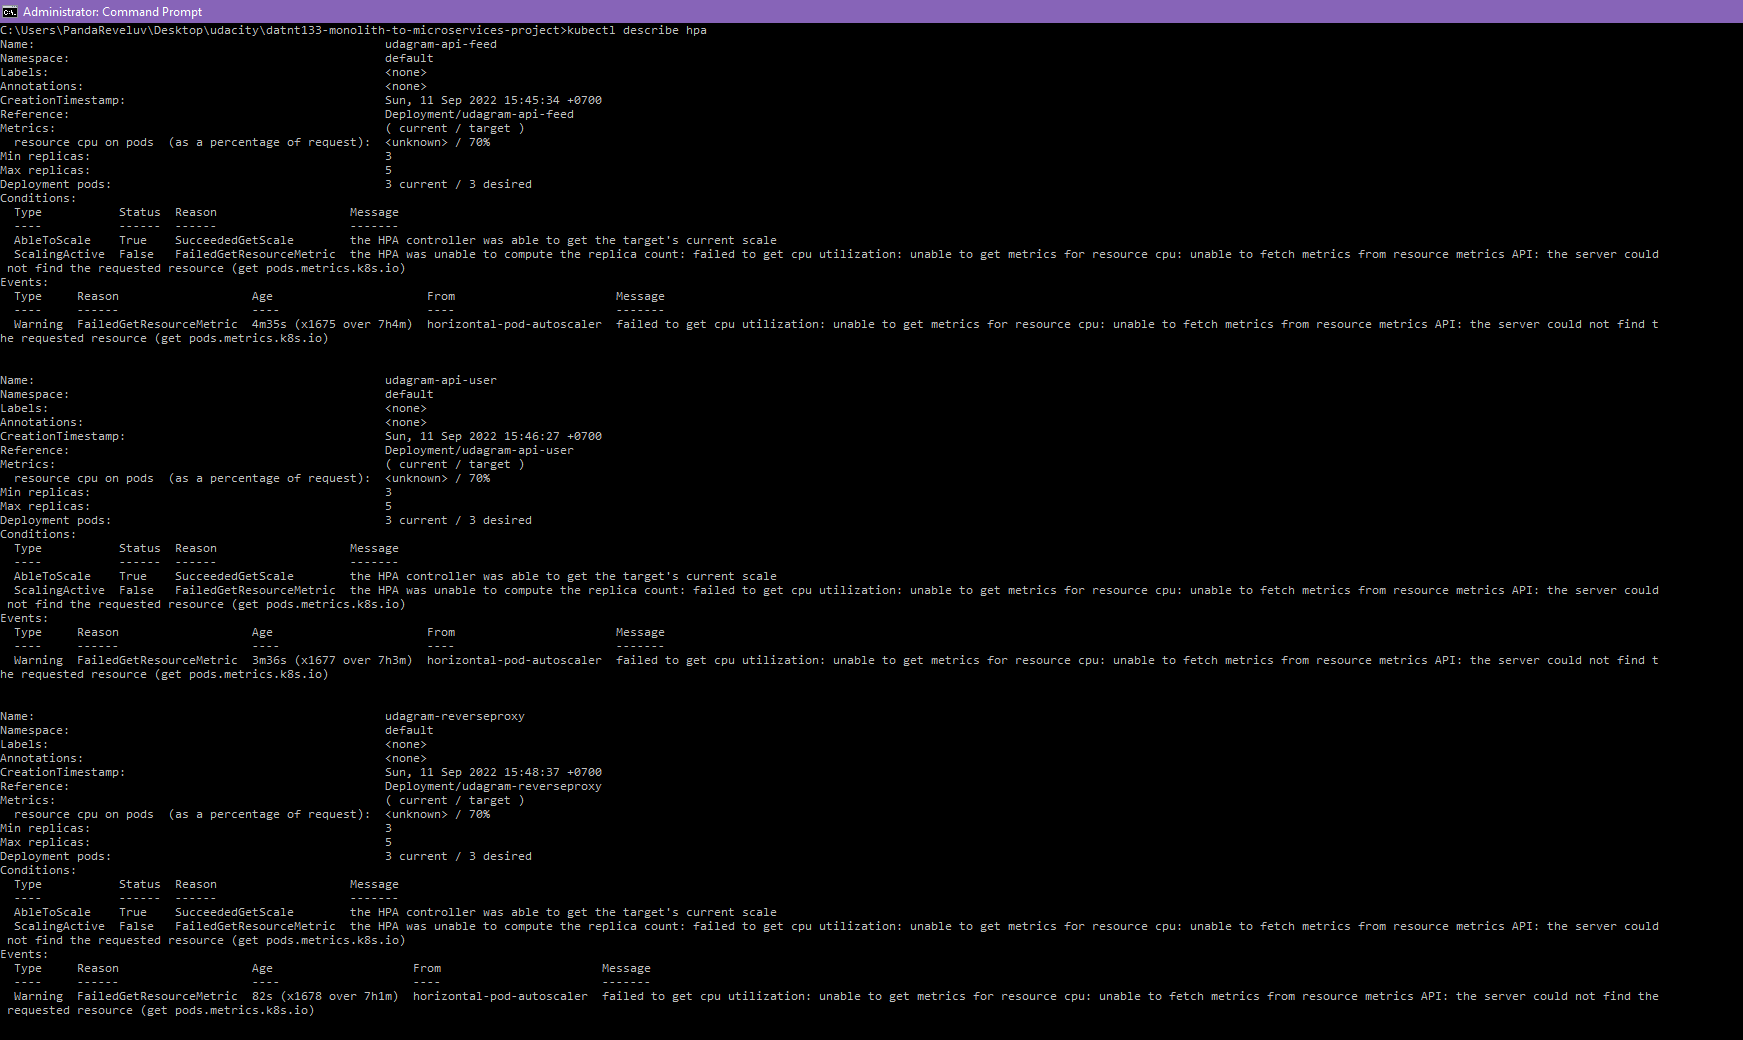 Administrator: Command Prompt
C:\Users\PandaReveluv\Desktop\udacity\datnt133-monolith-to-microservices-project>kubectl describe hpa
Name:                                                  udagram-api-feed
Namespace:                                             default
Labels:                                                <none>
Annotations:                                           <none>
CreationTimestamp:                                     Sun, 11 Sep 2022 15:45:34 +0700
Reference:                                             Deployment/udagram-api-feed
Metrics:                                               ( current / target )
  resource cpu on pods  (as a percentage of request):  <unknown> / 70%
Min replicas:                                          3
Max replicas:                                          5
Deployment pods:                                       3 current / 3 desired
Conditions:
  Type           Status  Reason                   Message
  ----           ------  ------                   -------
  AbleToScale    True    SucceededGetScale        the HPA controller was able to get the target's current scale
  ScalingActive  False   FailedGetResourceMetric  the HPA was unable to compute the replica count: failed to get cpu utilization: unable to get metrics for resource cpu: unable to fetch metrics from resource metrics API: the server could
 not find the requested resource (get pods.metrics.k8s.io)
Events:
  Type     Reason                   Age                    From                       Message
  ----     ------                   ----                   ----                       -------
  Warning  FailedGetResourceMetric  4m35s (x1675 over 7h4m)  horizontal-pod-autoscaler  failed to get cpu utilization: unable to get metrics for resource cpu: unable to fetch metrics from resource metrics API: the server could not find t
he requested resource (get pods.metrics.k8s.io)
Name:                                                  udagram-api-user
Namespace:                                             default
Labels:                                                <none>
Annotations:                                           <none>
CreationTimestamp:                                     Sun, 11 Sep 2022 15:46:27 +0700
Reference:                                             Deployment/udagram-api-user
Metrics:                                               ( current / target )
  resource cpu on pods  (as a percentage of request):  <unknown> / 70%
Min replicas:                                          3
Max replicas:                                          5
Deployment pods:                                       3 current / 3 desired
Conditions:
  Type           Status  Reason                   Message
  ----           ------  ------                   -------
  AbleToScale    True    SucceededGetScale        the HPA controller was able to get the target's current scale
  ScalingActive  False   FailedGetResourceMetric  the HPA was unable to compute the replica count: failed to get cpu utilization: unable to get metrics for resource cpu: unable to fetch metrics from resource metrics API: the server could
 not find the requested resource (get pods.metrics.k8s.io)
Events:
  Type     Reason                   Age                    From                       Message
  ----     ------                   ----                   ----                       -------
  Warning  FailedGetResourceMetric  3m36s (x1677 over 7h3m)  horizontal-pod-autoscaler  failed to get cpu utilization: unable to get metrics for resource cpu: unable to fetch metrics from resource metrics API: the server could not find t
he requested resource (get pods.metrics.k8s.io)
Name:                                                  udagram-reverseproxy
Namespace:                                             default
Labels:                                                <none>
Annotations:                                           <none>
CreationTimestamp:                                     Sun, 11 Sep 2022 15:48:37 +0700
Reference:                                             Deployment/udagram-reverseproxy
Metrics:                                               ( current / target )
  resource cpu on pods  (as a percentage of request):  <unknown> / 70%
Min replicas:                                          3
Max replicas:                                          5
Deployment pods:                                       3 current / 3 desired
Conditions:
  Type           Status  Reason                   Message
  ----           ------  ------                   -------
  AbleToScale    True    SucceededGetScale        the HPA controller was able to get the target's current scale
  ScalingActive  False   FailedGetResourceMetric  the HPA was unable to compute the replica count: failed to get cpu utilization: unable to get metrics for resource cpu: unable to fetch metrics from resource metrics API: the server could
 not find the requested resource (get pods.metrics.k8s.io)
Events:
  Type     Reason                   Age                    From                       Message
  ----     ------                   ----                   ----                       -------
  Warning  FailedGetResourceMetric  82s (x1678 over 7h1m)  horizontal-pod-autoscaler  failed to get cpu utilization: unable to get metrics for resource cpu: unable to fetch metrics from resource metrics API: the server could not find the
 requested resource (get pods.metrics.k8s.io)